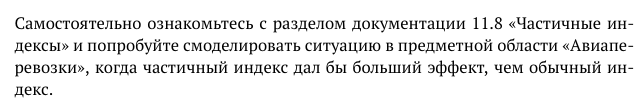 Самостоятельно ознакомьтесь с разделом документации 11.8 «Частичные ин-
дексы» и попробуйте смоделировать ситуацию в предметной области «Авиапе-
ревозки», когда частичный индекс дал бы больший эффект, чем обычный ин-
декс.